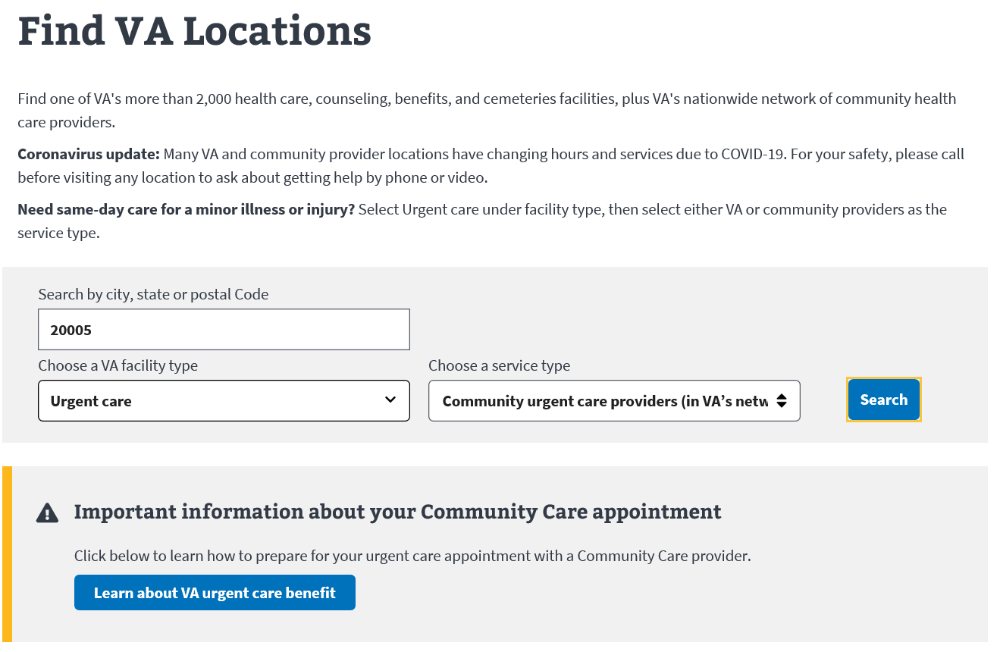 Find VA Locations
Find one of VA's more than 2,000 health care, counseling, benefits, and cemeteries facilities, plus VA's nationwide network of community health
care providers.
Coronavirus update: Many VA and community provider locations have changing hours and services due to COVID-19. For your safety, please call
before visiting any location to ask about getting help by phone or video.
Need same-day care for a minor illness or injury? Select Urgent care under facility type, then select either VA or community providers as the
service type.
Search by city, state or postal Code
20005
Choose a VA facility type
Urgent care
Choose a service type
Community urgent care providers (in VA’s netw
Search
Important information about your Community Care appointment
Click below to learn how to prepare for your urgent care appointment with a Community Care provider.
Learn about VA urgent care benefit